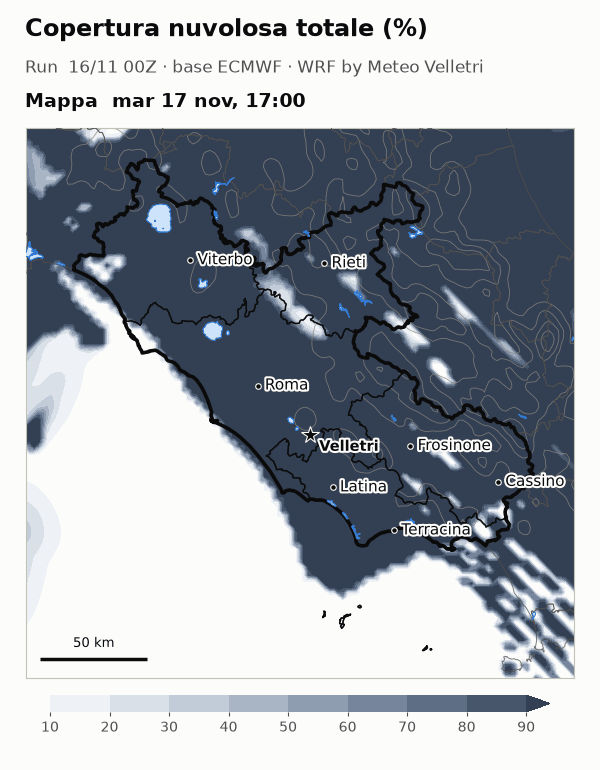 Copertura nuvolosa totale (%)
Run 16/11 00Z · base ECMWF · WRF by Meteo Velletri
Mappa mar 17 nov, 17:00
Viterbo
Rieti
Roma
Velletri
Frosinone
Cassino
Latina
Terracina
50 km
10 20 30 40 50 60 70 80 90